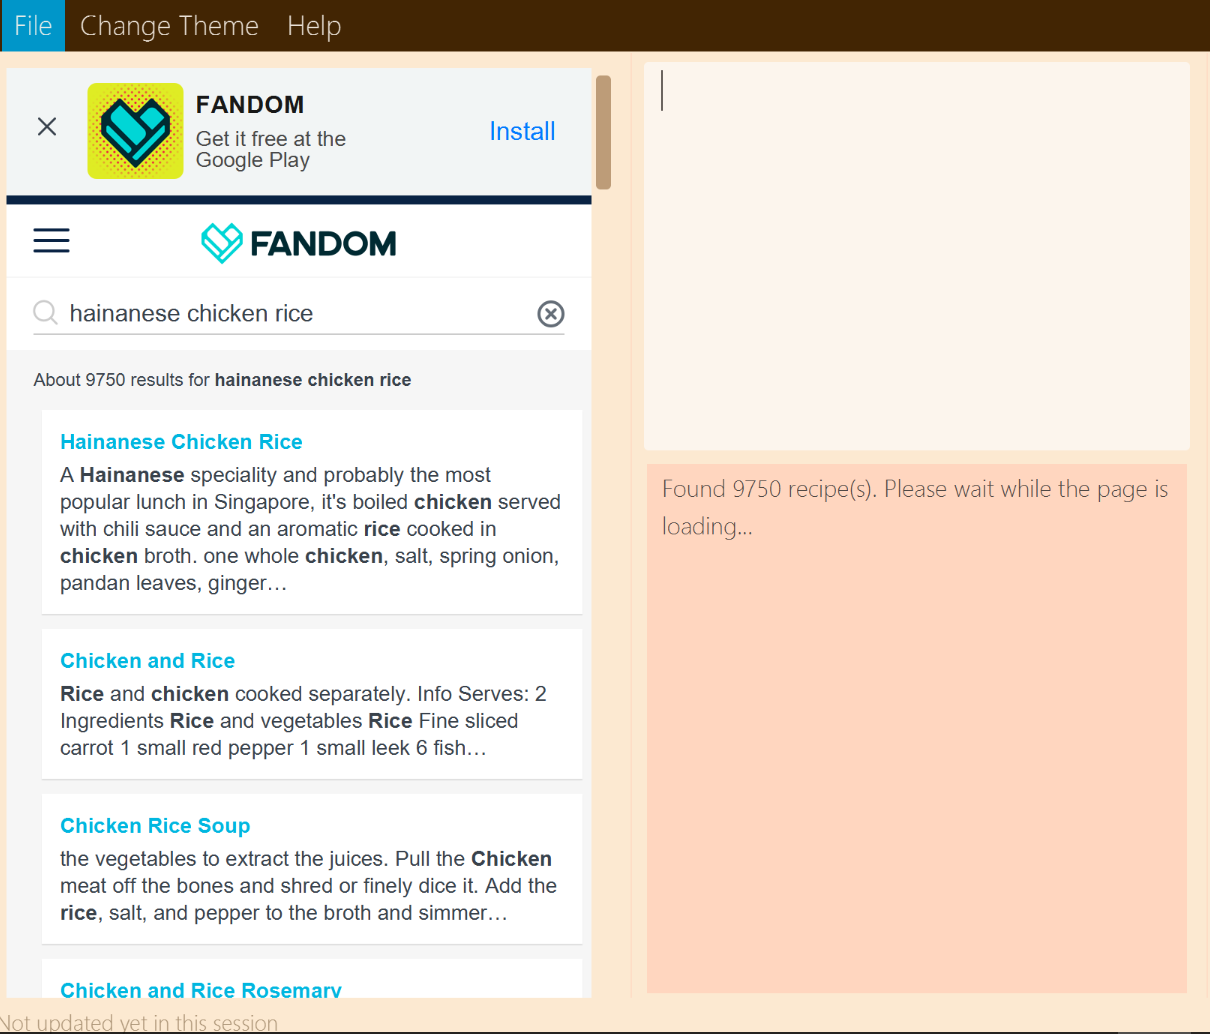 File Change Theme Help
FANDOM
Get it free at the
Google Play
Install
FANDOM
hainanese chicken rice
About 9750 results for hainanese chicken rice
Hainanese Chicken Rice
A Hainanese speciality and probably the most
popular lunch in Singapore, it's boiled chicken served
with chili sauce and an aromatic rice cooked in
chicken broth. one whole chicken, salt, spring onion,
pandan leaves, ginger…
Chicken and Rice
Rice and chicken cooked separately. Info Serves: 2
Ingredients Rice and vegetables Rice Fine sliced
carrot 1 small red pepper 1 small leek 6 fish…
Chicken Rice Soup
the vegetables to extract the juices. Pull the Chicken
meat off the bones and shred or finely dice it. Add the
rice, salt, and pepper to the broth and simmer…
Chicken and Rice Rosemary
Found 9750 recipe(s). Please wait while the page is
loading...
Not updated yet in this session